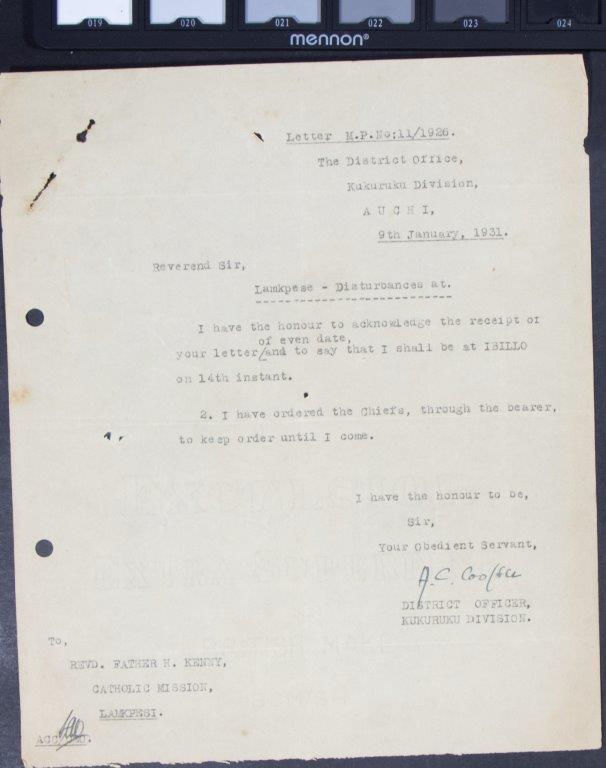 019 020 021 022 023 024
mennon®
Letter M.P.No:11/1926.
The District Office,
Kukuruku Division,
A U C H I,
9th January, 1931.
Reverend Sir,
Lamkpese - Disturbances at.
I have the honour to acknowledge the receipt of
of even date,
your letter/and to say that I shall be at IBILLO
on 14th instant.
2. I have ordered the Chiefs, through the bearer,
to keep order until I come.
I have the honour to be,
Sir,
Your Obedient Servant,
A.C. Coo
DISTRICT OFFICER,
KUKURUKU DIVISION.
To,
REVD. FATHER H. KENNY,
CATHOLIC MISSION,
LAMKPESI.
ACC/